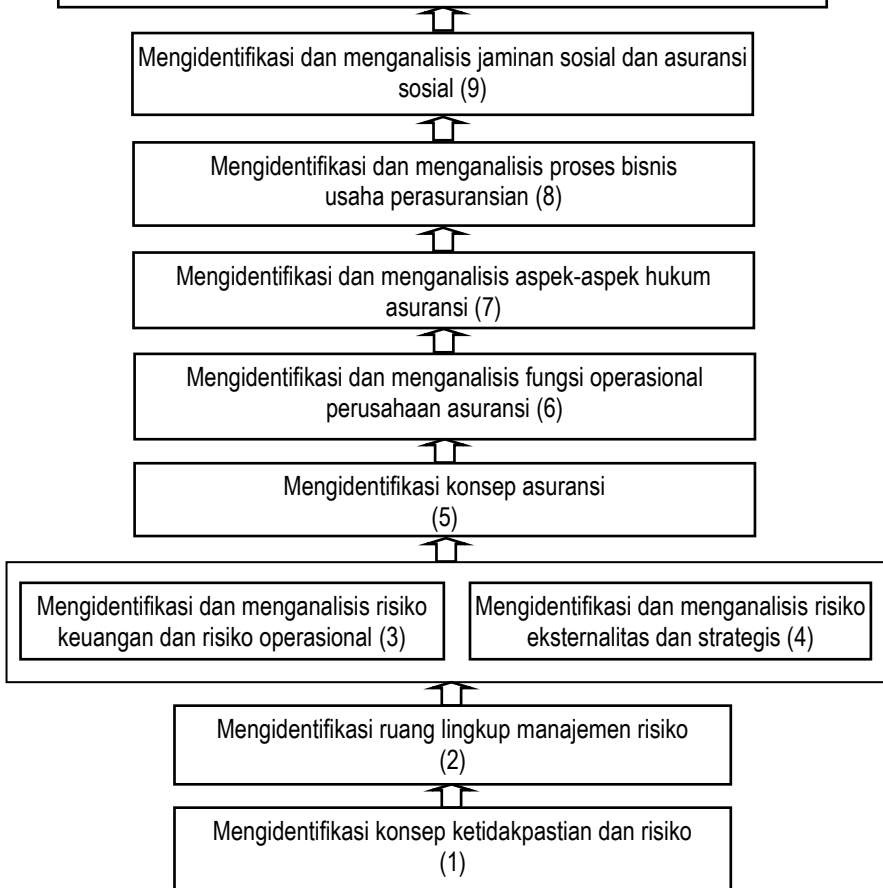 Mengidentifikasi dan menganalisis jaminan sosial dan asuransi
sosial (9)
Mengidentifikasi dan menganalisis proses bisnis
usaha perasuransian (8)
Mengidentifikasi dan menganalisis aspek-aspek hukum
asuransi (7)
Mengidentifikasi dan menganalisis fungsi operasional
perusahaan asuransi (6)
Mengidentifikasi konsep asuransi
(5)
Mengidentifikasi dan menganalisis risiko
keuangan dan risiko operasional (3)
Mengidentifikasi dan menganalisis risiko
eksternalitas dan strategis (4)
Mengidentifikasi ruang lingkup manajemen risiko
(2)
Mengidentifikasi konsep ketidakpastian dan risiko
(1)